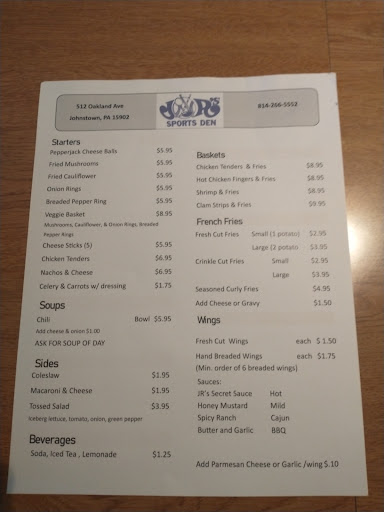 512 Oakland Ave
Johnstown, PA 15902
JR's
SPORTS DEN
814-266-5552
Starters
Pepperjack Cheese Balls $5.95
Fried Mushrooms $5.95
Fried Cauliflower $5.95
Onion Rings $5.95
Breaded Pepper Ring $5.95
Veggie Basket $8.95
Mushrooms, Cauliflower, & Onion Rings, Breaded
Pepper Rings
Cheese Sticks (5) $5.95
Chicken Tenders $6.95
Nachos & Cheese $6.95
Celery & Carrots w/ dressing $1.75
Soups
Chili Bowl $5.95
Add cheese & onion $1.00
ASK FOR SOUP OF DAY
Sides
Coleslaw $1.95
Macaroni & Cheese $1.95
Tossed Salad $3.95
Iceberg lettuce, tomato, onion, green pepper
Beverages
Soda, Iced Tea , Lemonade $1.25
Baskets
Chicken Tenders & Fries $8.95
Hot Chicken Fingers & Fries $8.95
Shrimp & Fries $8.95
Clam Strips & Fries $9.95
French Fries
Fresh Cut Fries Small (1 potato) $2.95
Large (2 potato $3.95
Crinkle Cut Fries Small $2.95
Large $3.95
Seasoned Curly Fries $4.95
Add Cheese or Gravy $1.50
Wings
Fresh Cut Wings each $ 1.50
Hand Breaded Wings each $1.75
(Min. order of 6 breaded wings)
Sauces:
JR's Secret Sauce Hot
Honey Mustard Mild
Spicy Ranch Cajun
Butter and Garlic BBQ
Add Parmesan Cheese or Garlic /wing $.10